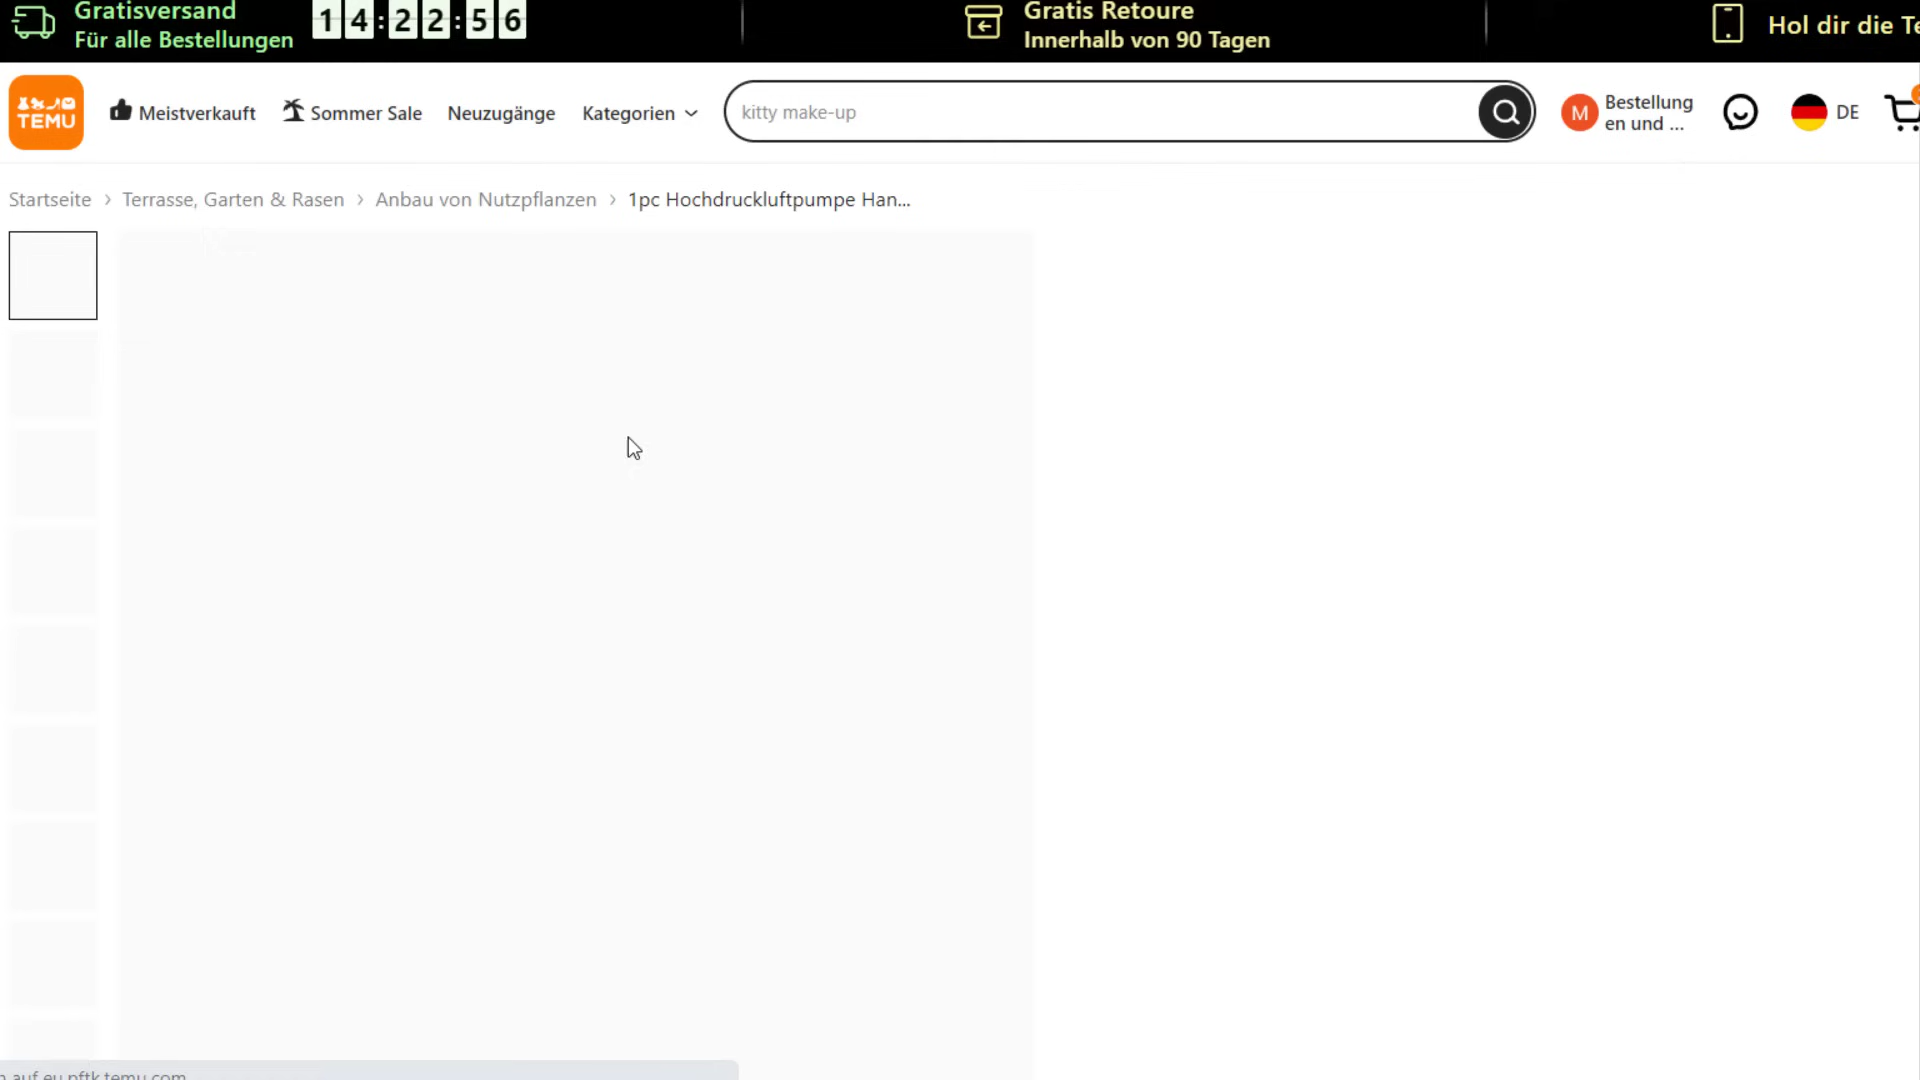 Gratisversand
Für alle Bestellungen
14:22:56
Gratis Retoure
Innerhalb von 90 Tagen
Hol dir die
TEMU
Meistverkauft
Sommer Sale
Neuzugänge
Kategorien
kitty make-up
M
Bestellung
en und ...
DE
Startseite > Terrasse, Garten & Rasen > Anbau von Nutzpflanzen > 1pc Hochdruckluftpumpe Han...
auf eu.pftk.temu.com